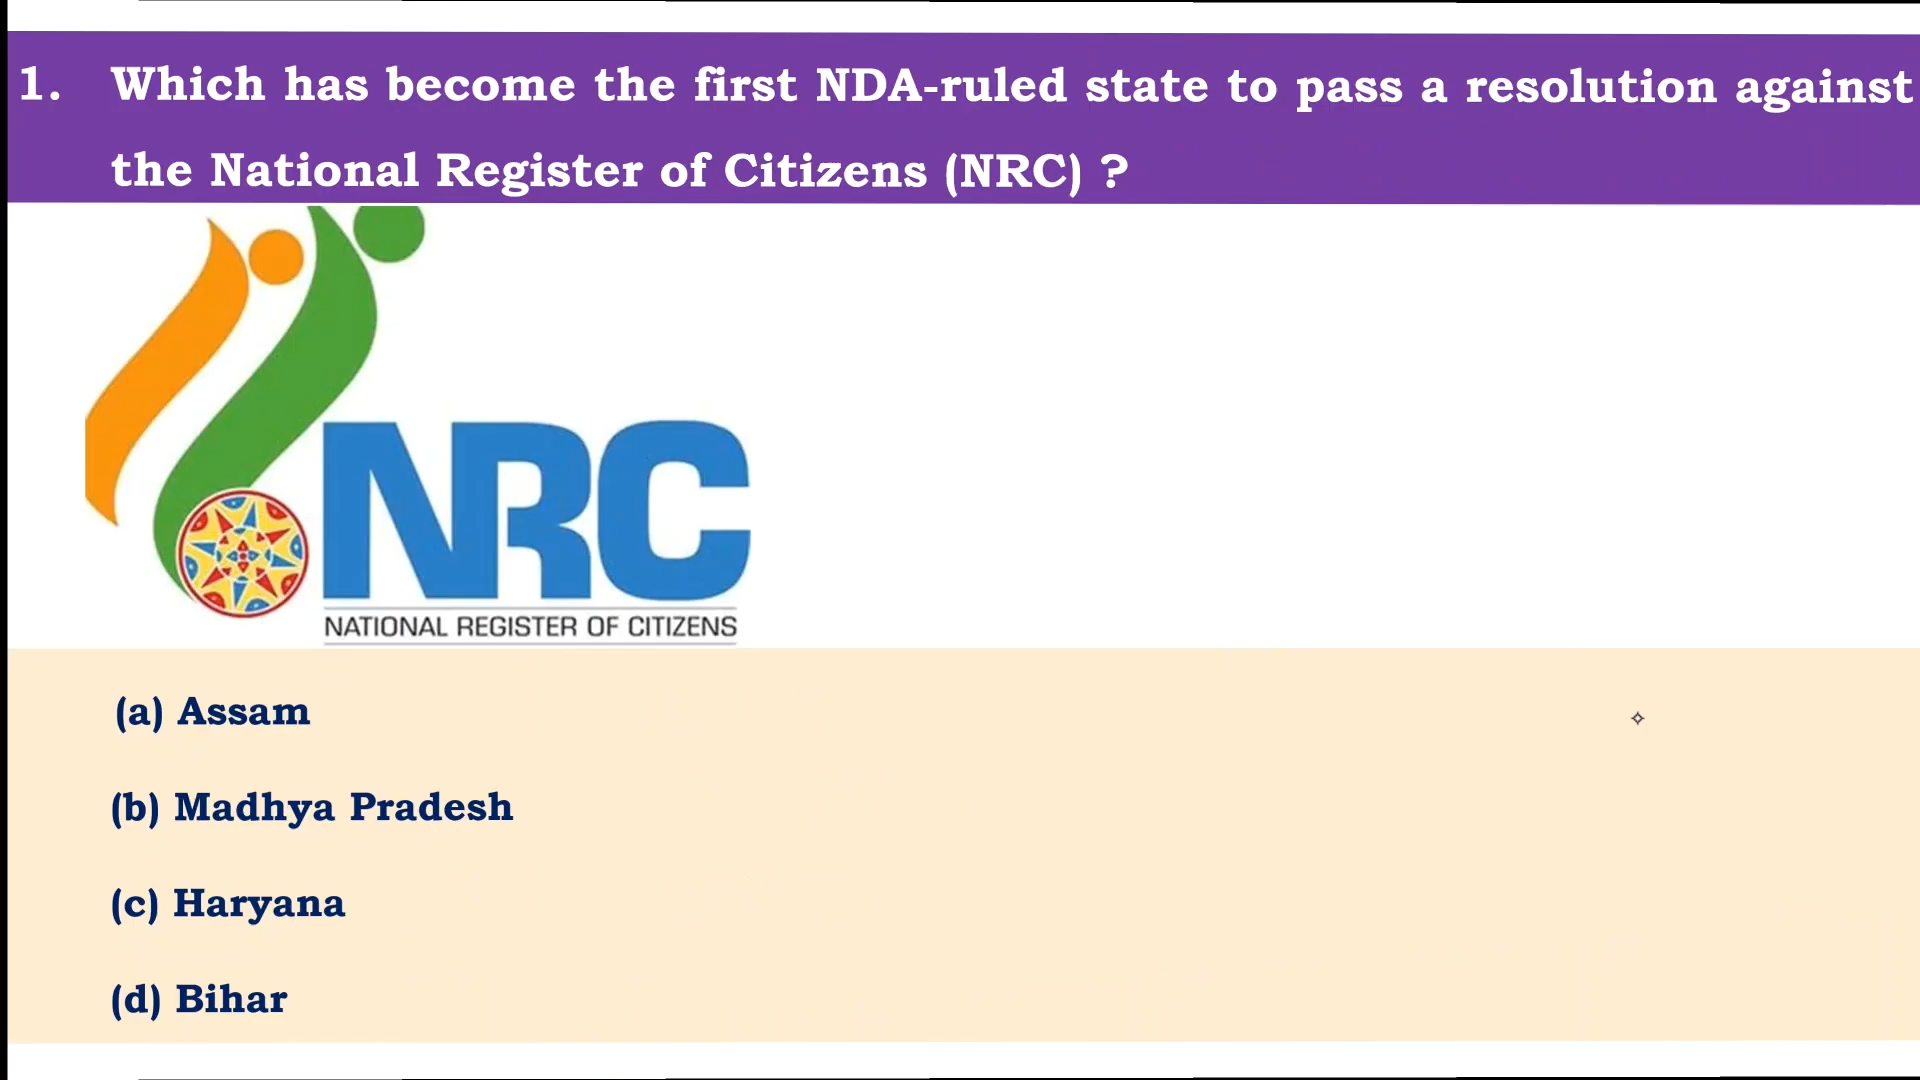 1. Which has become the first NDA-ruled state to pass a resolution against
the National Register of Citizens (NRC) ?
NRC
NATIONAL REGISTER OF CITIZENS
(a) Assam
(b) Madhya Pradesh
(c) Haryana
(d) Bihar